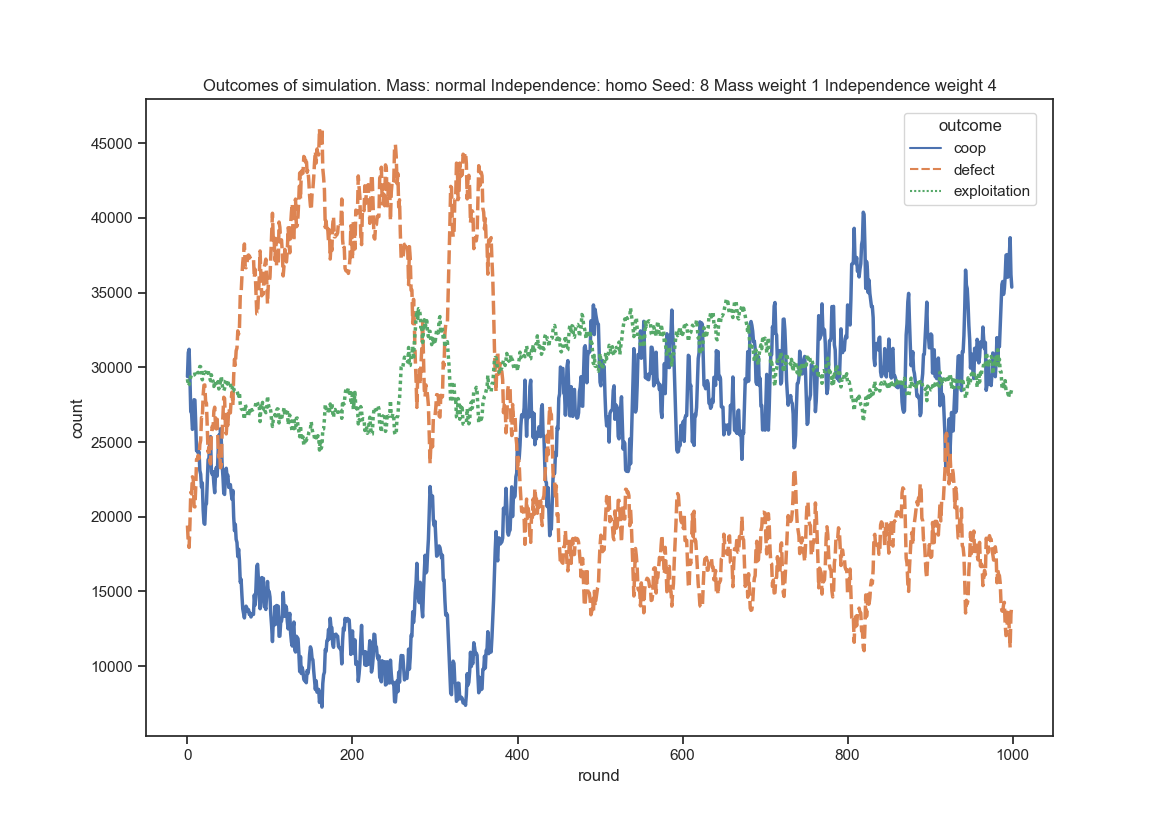 Outcomes of simulation. Mass: normal Independence: homo Seed: 8 Mass weight 1 Independence weight 4
outcome
coop
defect
exploitation
45000
40000
35000
30000
25000
20000
15000
10000
count
0 200 400 600 800 1000
round